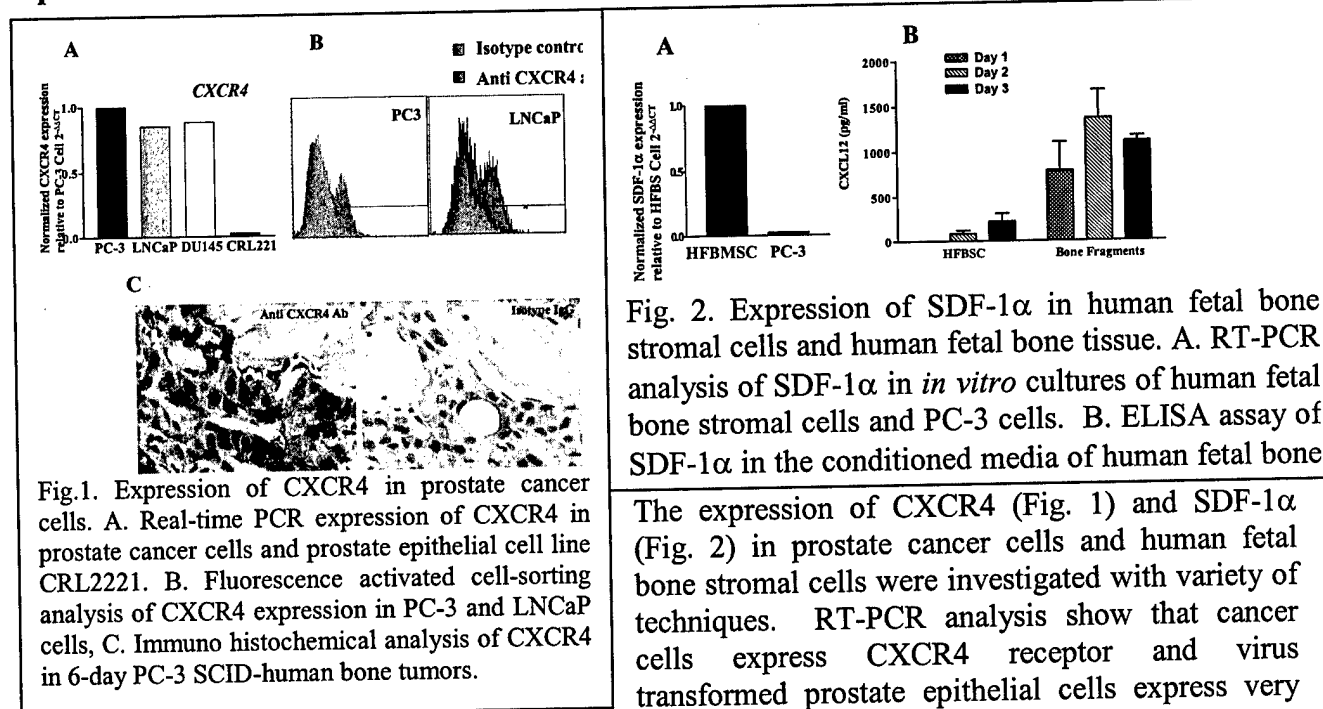 A
B
Isotype contro
Anti CXCR4
CXCR4
Normalized CXCR4 expression
relative to PC-3 Cell 2-ΔΔCT
1.0
0.5
0.0
PC-3 LNCaP DU145 CRL221
PC3
LNCaP
C
Anti CXCR4 Ab
Isotype IgG
Fig.1. Expression of CXCR4 in prostate cancer
cells. A. Real-time PCR expression of CXCR4 in
prostate cancer cells and prostate epithelial cell line
CRL2221. B. Fluorescence activated cell-sorting
analysis of CXCR4 expression in PC-3 and LNCaP
cells, C. Immuno histochemical analysis of CXCR4
in 6-day PC-3 SCID-human bone tumors.
A
Normalized SDF-1α expression
relative to HFBS Cell 2-ΔΔCT
1.0
0.5
0.0
HFBMSC PC-3
B
Day 1
Day 2
Day 3
CXCL12 (pg/ml)
2000
1500
1000
500
0
HFBSC
Bone Fragments
Fig. 2. Expression of SDF-1α in human fetal bone
stromal cells and human fetal bone tissue. A. RT-PCR
analysis of SDF-1α in in vitro cultures of human fetal
bone stromal cells and PC-3 cells. B. ELISA assay of
SDF-1α in the conditioned media of human fetal bone
The expression of CXCR4 (Fig. 1) and SDF-1α
(Fig. 2) in prostate cancer cells and human fetal
bone stromal cells were investigated with variety of
techniques. RT-PCR analysis show that cancer
cells express CXCR4 receptor and virus
transformed prostate epithelial cells express very